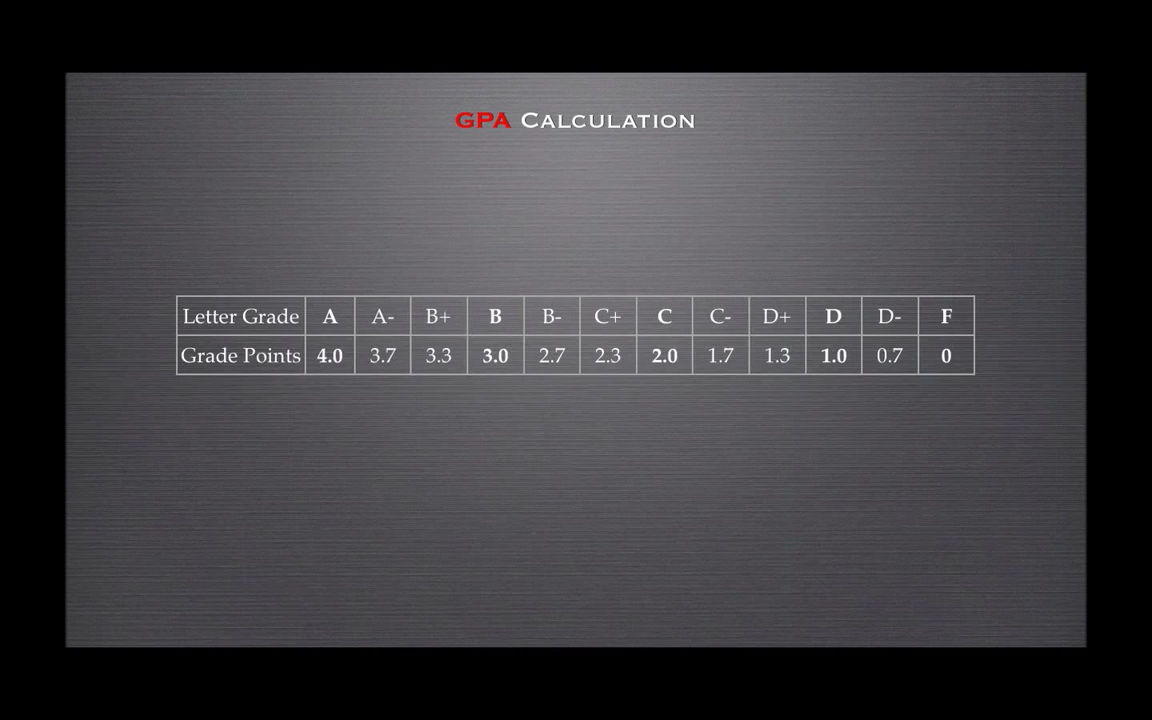 GPA Calculation
Letter Grade A A- B+ B B- C+ C C- D+ D D- F
Grade Points 4.0 3.7 3.3 3.0 2.7 2.3 2.0 1.7 1.3 1.0 0.7 0